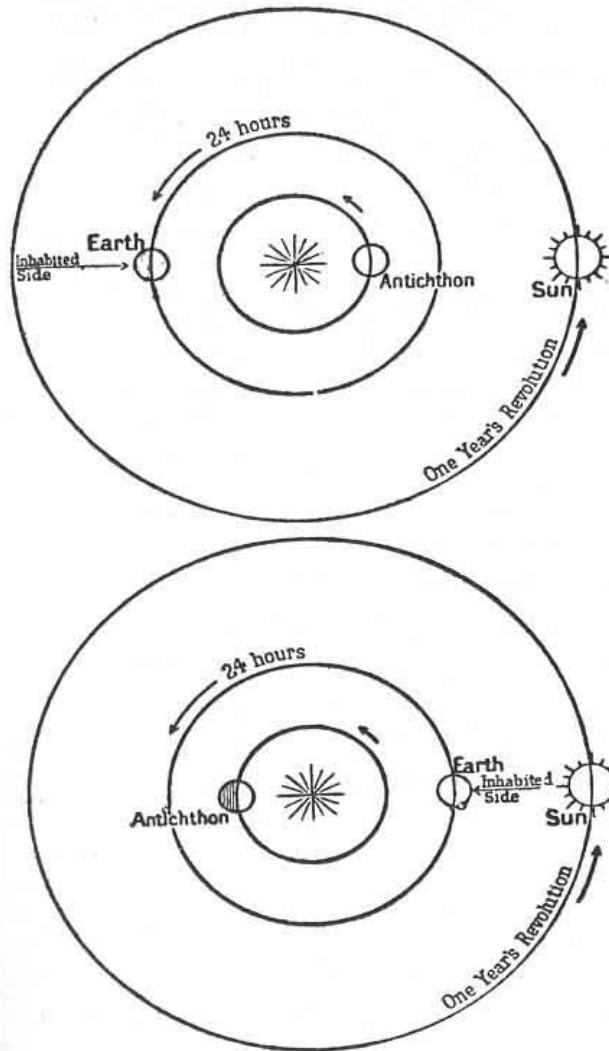 24 hours
Earth
Inhabited
Side
Antichthon
Sun
One Year's Revolution
24 hours
Earth
Inhabited
Side
Antichthon
Sun
One Year's Revolution